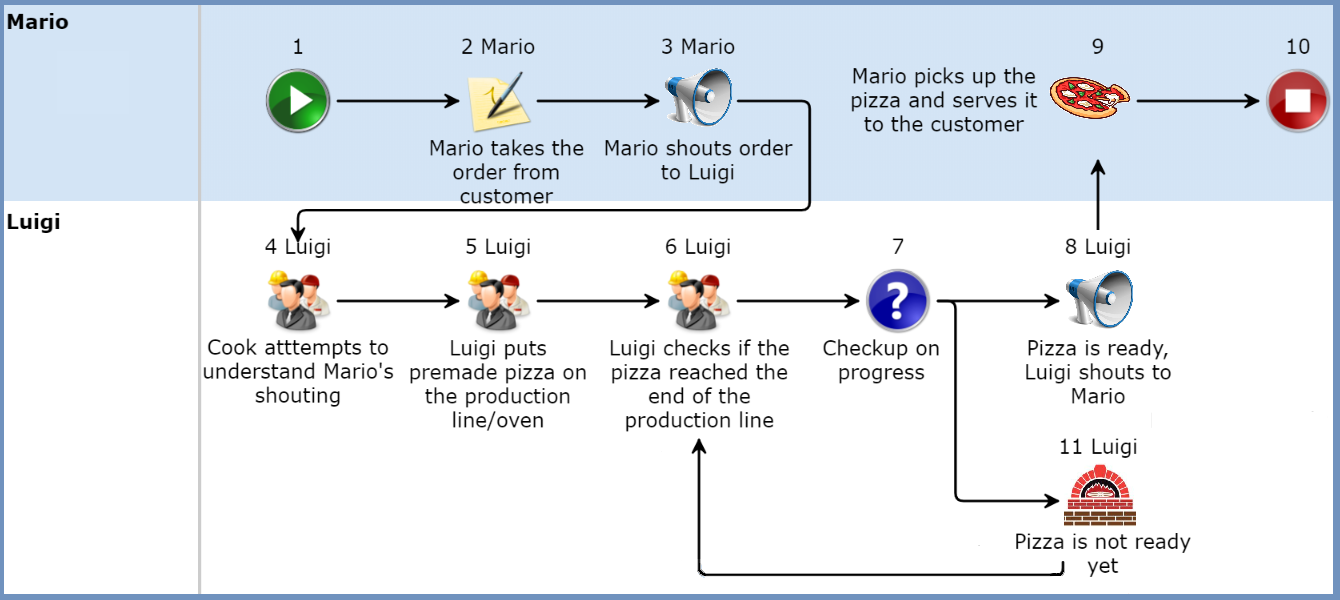 Mario
1
2 Mario
3 Mario
9
10
Mario picks up the
pizza and serves it
to the customer
Mario takes the
order from
customer
Mario shouts order
to Luigi
Luigi
4 Luigi
5 Luigi
6 Luigi
7
8 Luigi
?
Cook atttempts to
understand Mario's
shouting
Luigi puts
premade pizza on
the production
line/oven
Luigi checks if the
pizza reached the
end of the
production line
Checkup on
progress
Pizza is ready,
Luigi shouts to
Mario
11 Luigi
Pizza is not ready
yet